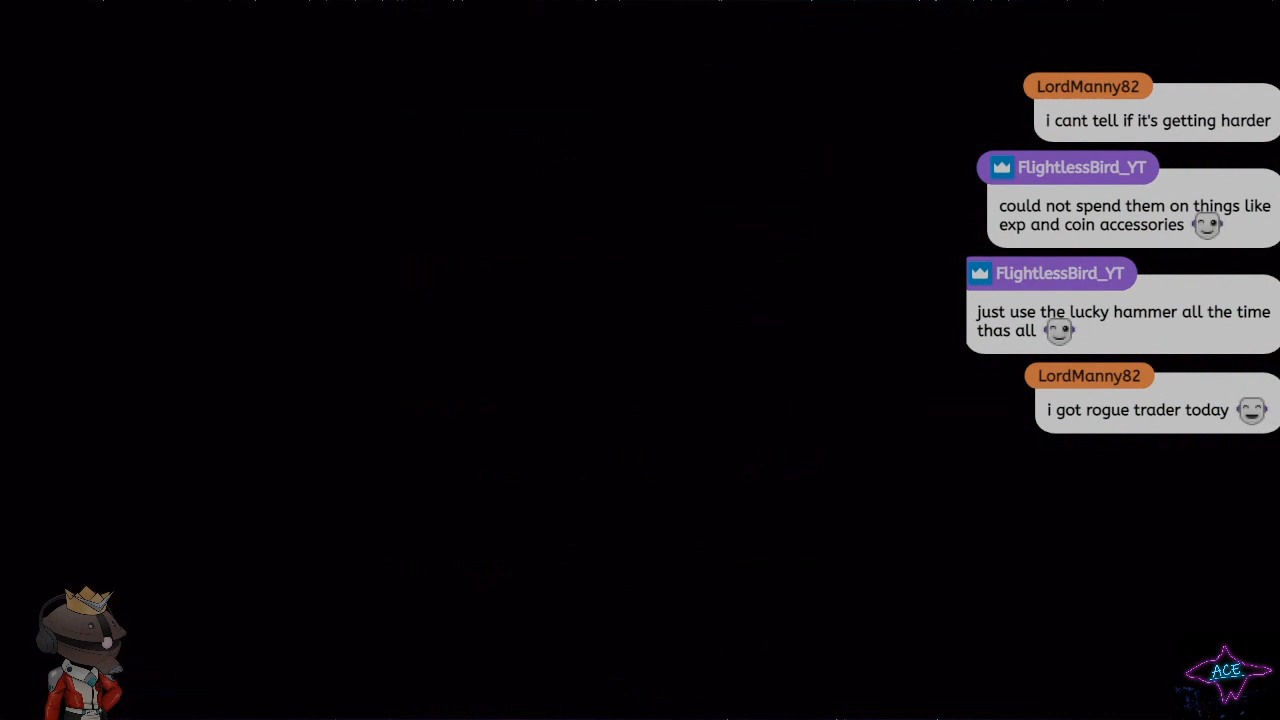 LordManny82
i cant tell if it's getting harder
FlightlessBird_YT
could not spend them on things like
exp and coin accessories
FlightlessBird_YT
just use the lucky hammer all the time
thas all
LordManny82
i got rogue trader today
ACE